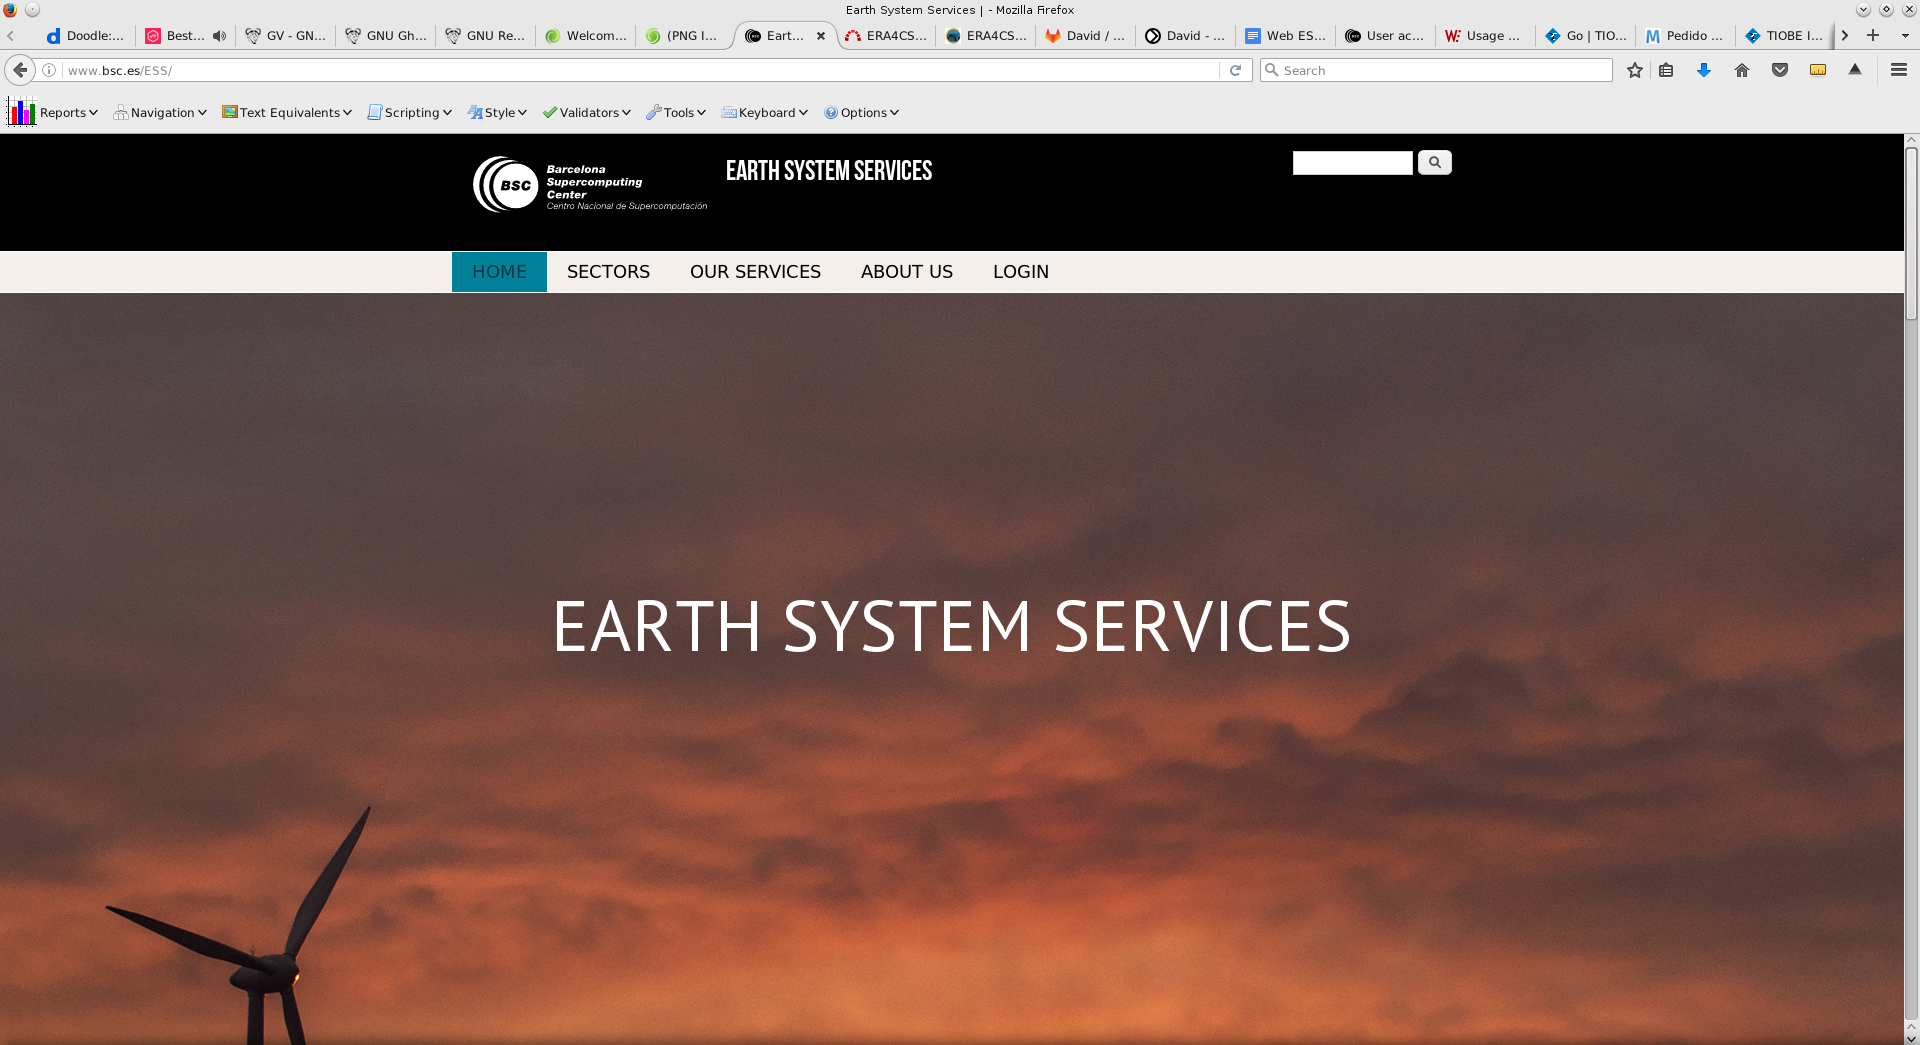 Earth System Services | - Mozilla Firefox
Doodle:...
Best...
GV - GN...
GNU Gh...
GNU Re...
Welcom...
(PNG I...
Eart...
ERA4CS...
ERA4CS...
David / ...
David - ...
Web ES...
User ac...
Usage ...
Go | TIO...
Pedido ...
TIOBE I...
www.bsc.es/ESS/
Search
Reports
Navigation
Text Equivalents
Scripting
Style
Validators
Tools
Keyboard
Options
BSC
Barcelona
Supercomputing
Center
Centro Nacional de Supercomputación
EARTH SYSTEM SERVICES
HOME
SECTORS
OUR SERVICES
ABOUT US
LOGIN
EARTH SYSTEM SERVICES